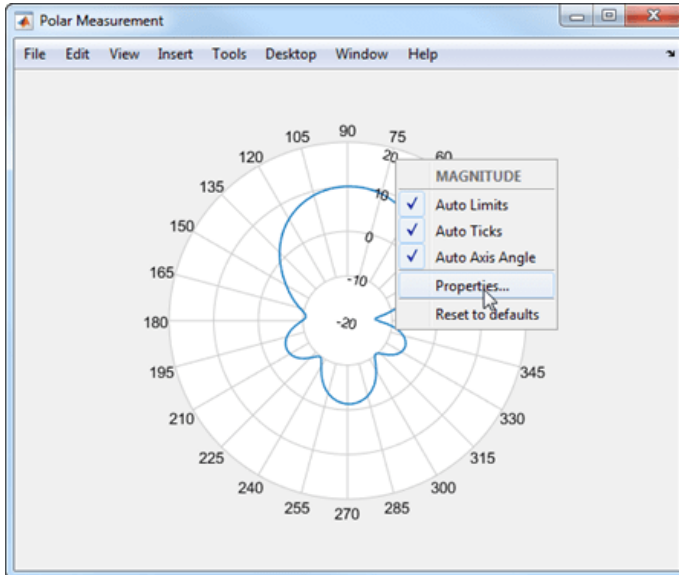 Polar Measurement
File Edit View Insert Tools Desktop Window Help
90
105 75
120 20 60
135 MAGNITUDE
10 Auto Limits
150 0 Auto Ticks
Auto Axis Angle
165 -10 Properties...
180 -20 Reset to defaults
195 345
210 330
225 315
240 300
255 285
270